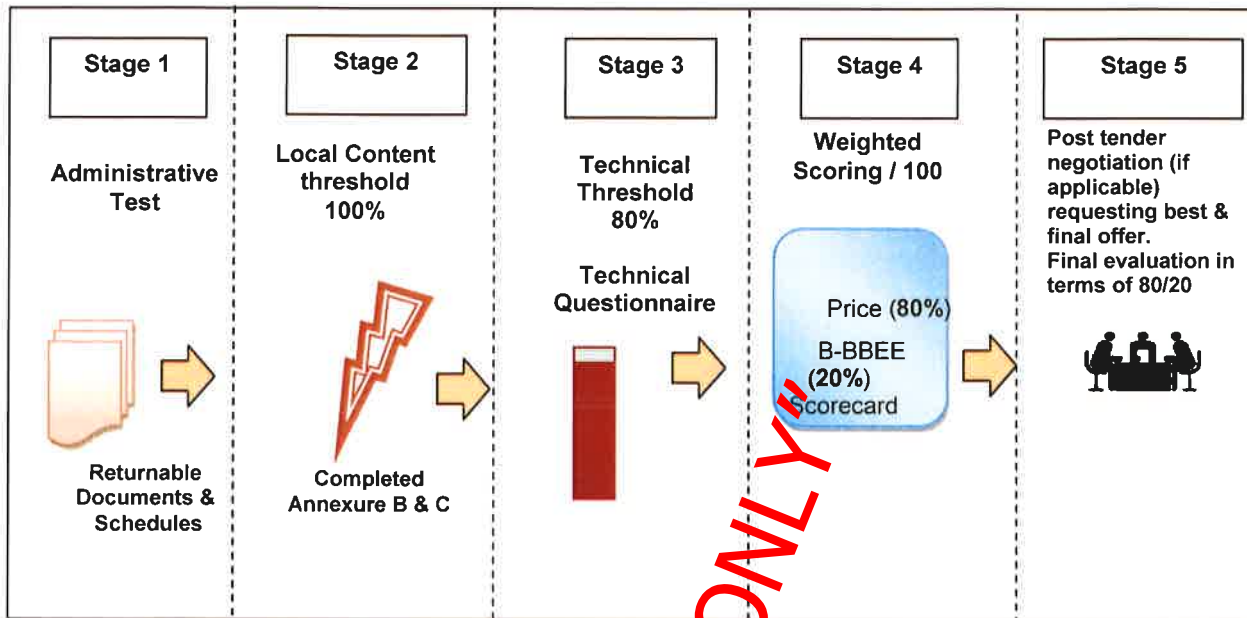 Stage 1
Administrative
Test
Returnable
Documents &
Schedules
Stage 2
Local Content
threshold
100%
Completed
Annexure B & C
Stage 3
Technical
Threshold
80%
Technical
Questionnaire
Stage 4
Weighted
Scoring / 100
Price (80%)
B-BBEE
(20%)
Scorecard
Stage 5
Post tender
negotiation (if
applicable)
requesting best &
final offer.
Final evaluation in
terms of 80/20
ONLY"